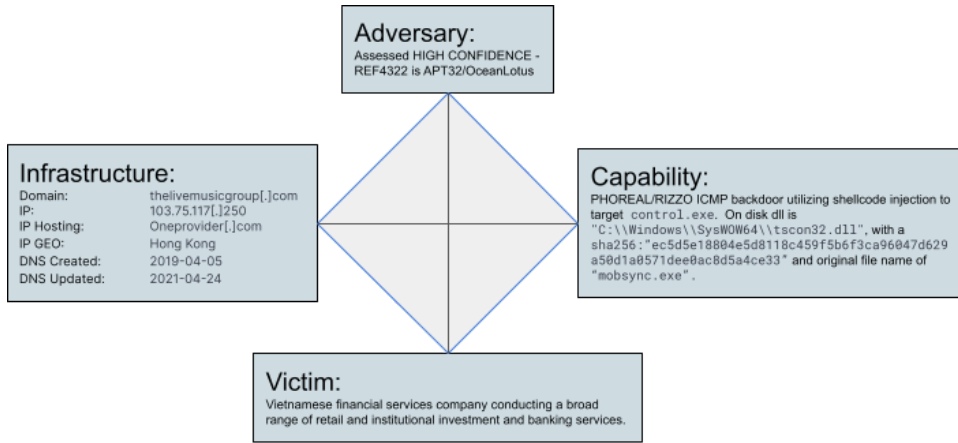 Adversary:
Assessed HIGH CONFIDENCE -
REF4322 is APT32/OceanLotus
Infrastructure:
Domain: thelivemusicgroup[.]com
IP: 103.75.117[.]250
IP Hosting: Oneprovider[.]com
IP GEO: Hong Kong
DNS Created: 2019-04-05
DNS Updated: 2021-04-24
Capability:
PHOREAL/RIZZO ICMP backdoor utilizing shellcode injection to
target control.exe. On disk dll is
"C:\\Windows\\SysWOW64\\tscon32.dll", with a
sha256:"ec5d5e18804e5d8118c459f5b6f3ca96047d629
a50d1a0571dee0ac8d5a4ce33" and original file name of
"mobsync.exe".
Victim:
Vietnamese financial services company conducting a broad
range of retail and institutional investment and banking services.